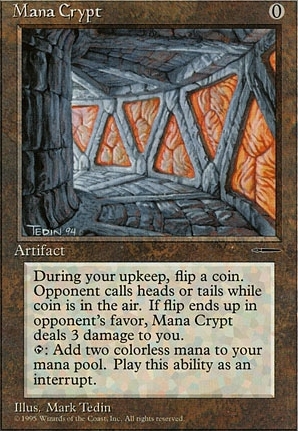 Mana Crypt
0
TEDIN 94
Artifact
During your upkeep, flip a coin.
Opponent calls heads or tails while
coin is in the air. If flip ends up in
opponent's favor, Mana Crypt
deals 3 damage to you.
: Add two colorless mana to your
mana pool. Play this ability as an
interrupt.
Illus. Mark Tedin
© 1995 Wizards of the Coast, Inc. All rights reserved.